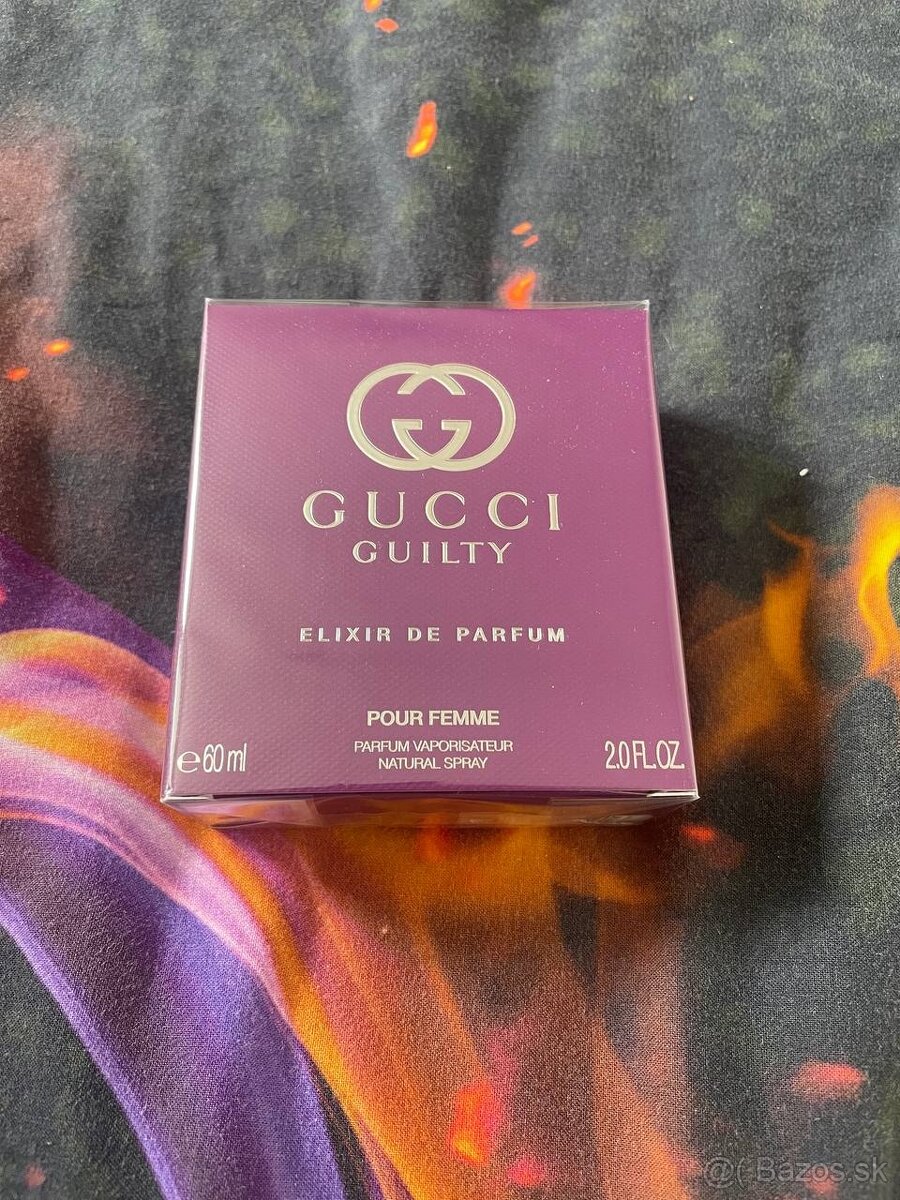 GUCCI
GUILTY
ELIXIR DE PARFUM
POUR FEMME
PARFUM VAPORISATEUR
NATURAL SPRAY
℮60 ml
2.0 FL.OZ.
@( Bazos.sk